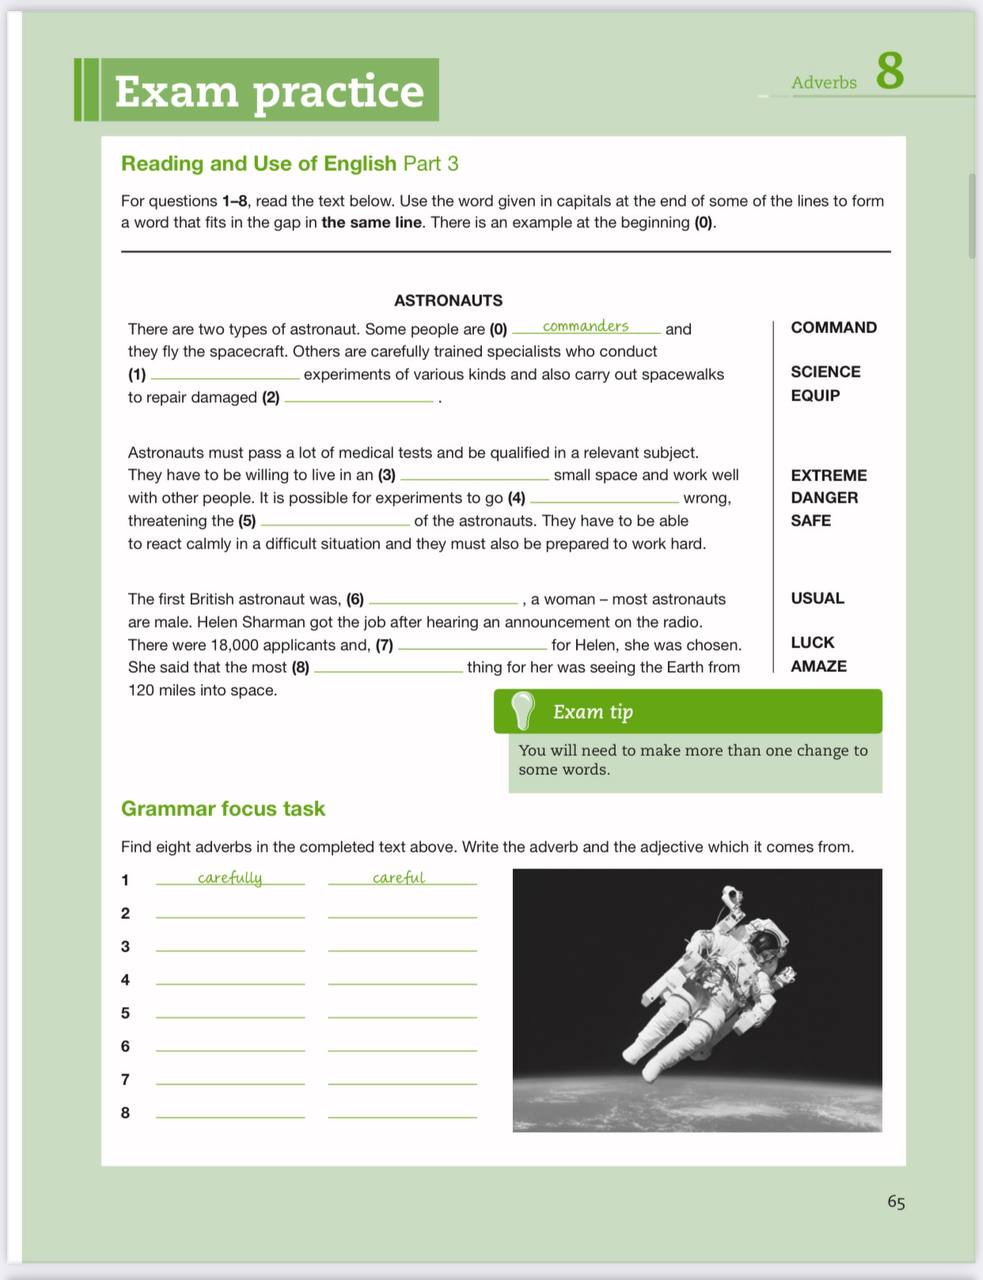 Exam practice
Adverbs 8
Reading and Use of English Part 3
For questions 1–8, read the text below. Use the word given in capitals at the end of some of the lines to form
a word that fits in the gap in the same line. There is an example at the beginning (0).
ASTRONAUTS
There are two types of astronaut. Some people are (0) commanders and COMMAND
they fly the spacecraft. Others are carefully trained specialists who conduct
(1) experiments of various kinds and also carry out spacewalks SCIENCE
to repair damaged (2) . EQUIP
Astronauts must pass a lot of medical tests and be qualified in a relevant subject.
They have to be willing to live in an (3) small space and work well EXTREME
with other people. It is possible for experiments to go (4) wrong, DANGER
threatening the (5) of the astronauts. They have to be able SAFE
to react calmly in a difficult situation and they must also be prepared to work hard.
The first British astronaut was, (6) , a woman – most astronauts USUAL
are male. Helen Sharman got the job after hearing an announcement on the radio.
There were 18,000 applicants and, (7) for Helen, she was chosen. LUCK
She said that the most (8) thing for her was seeing the Earth from AMAZE
120 miles into space.
Exam tip
You will need to make more than one change to
some words.
Grammar focus task
Find eight adverbs in the completed text above. Write the adverb and the adjective which it comes from.
1 carefully careful
2
3
4
5
6
7
8
65